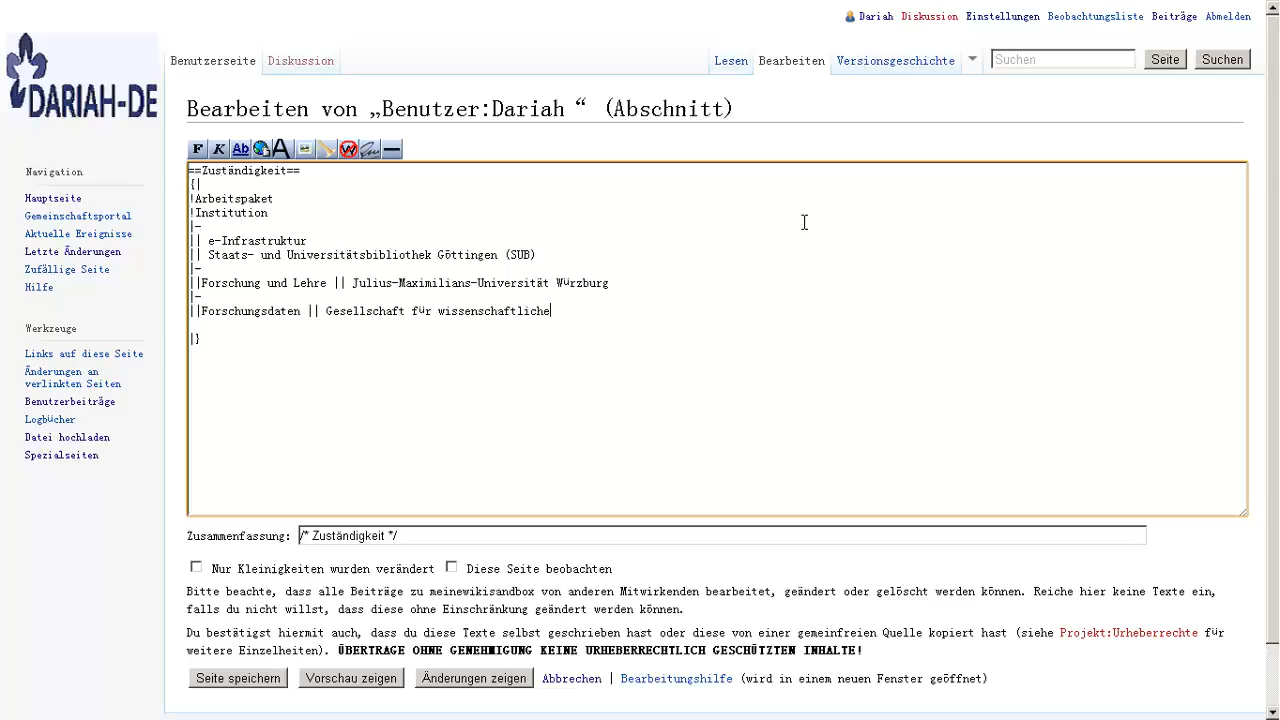 Dariah Diskussion Einstellungen Beobachtungsliste Beiträge Abmelden
DARIAH-DE
Benutzerseite Diskussion Lesen Bearbeiten Versionsgeschichte Suchen Seite Suchen
Bearbeiten von „Benutzer:Dariah “ (Abschnitt)
F K Ab A W
Navigation
Hauptseite
Gemeinschaftsportal
Aktuelle Ereignisse
Letzte Änderungen
Zufällige Seite
Hilfe
Werkzeuge
Links auf diese Seite
Änderungen an
verlinkten Seiten
Benutzerbeiträge
Logbücher
Datei hochladen
Spezialseiten
==Zuständigkeit==
{|
!Arbeitspaket
!Institution
|-
|| e-Infrastruktur
|| Staats- und Universitätsbibliothek Göttingen (SUB)
|-
||Forschung und Lehre || Julius-Maximilians-Universität Würzburg
|-
||Forschungsdaten || Gesellschaft für wissenschaftliche
|}
Zusammenfassung: /* Zuständigkeit */
Nur Kleinigkeiten wurden verändert Diese Seite beobachten
Bitte beachte, dass alle Beiträge zu meinewikisandbox von anderen Mitwirkenden bearbeitet, geändert oder gelöscht werden können. Reiche hier keine Texte ein,
falls du nicht willst, dass diese ohne Einschränkung geändert werden können.
Du bestätigst hiermit auch, dass du diese Texte selbst geschrieben hast oder diese von einer gemeinfreien Quelle kopiert hast (siehe Projekt:Urheberrechte für
weitere Einzelheiten). ÜBERTRAGE OHNE GENEHMIGUNG KEINE URHEBERRECHTLICH GESCHÜTZTEN INHALTE!
Seite speichern Vorschau zeigen Änderungen zeigen Abbrechen | Bearbeitungshilfe (wird in einem neuen Fenster geöffnet)